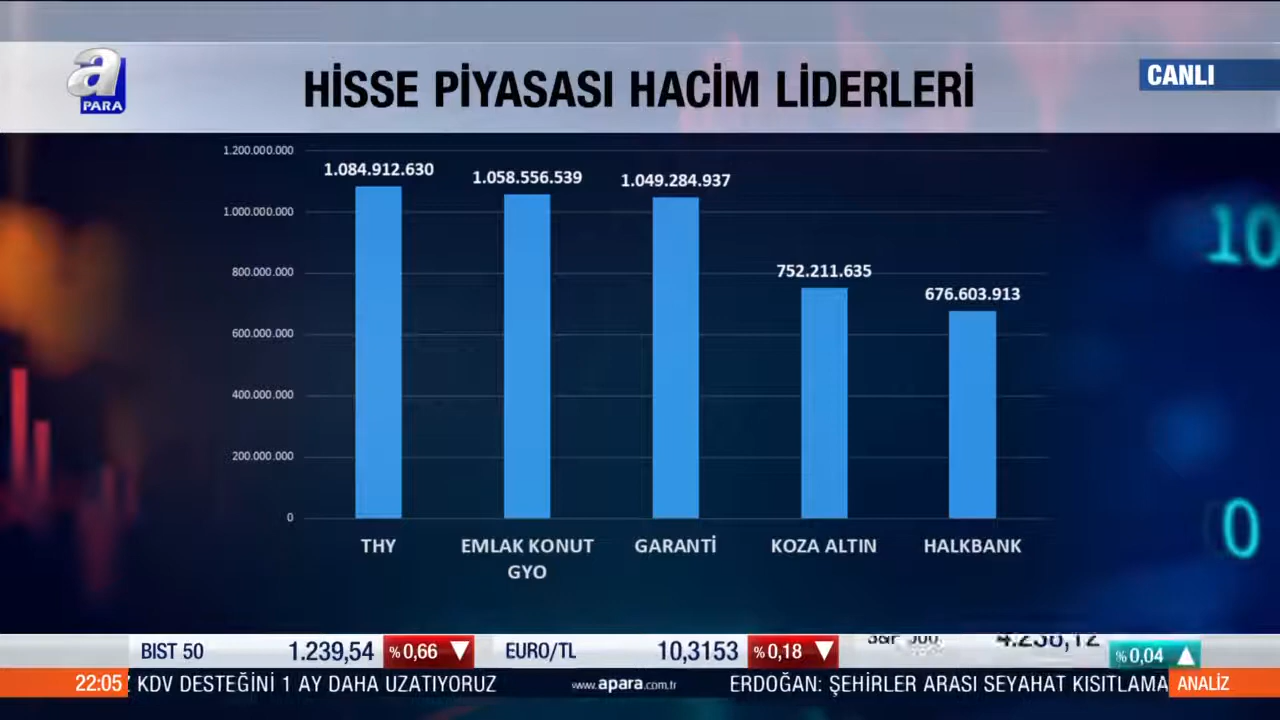 a
PARA
HİSSE PİYASASI HACİM LİDERLERİ
CANLI
1.200.000.000
1.000.000.000
800.000.000
600.000.000
400.000.000
200.000.000
0
1.084.912.630
1.058.556.539
1.049.284.937
752.211.635
676.603.913
THY
EMLAK KONUT
GYO
GARANTİ
KOZA ALTIN
HALKBANK
10
0
BIST 50 1.239,54 %0,66
EURO/TL 10,3153 %0,18
%0,04
22:05 KDV DESTEĞİNİ 1 AY DAHA UZATIYORUZ
www.apara.com.tr
ERDOĞAN: ŞEHİRLER ARASI SEYAHAT KISITLAMA
ANALİZ